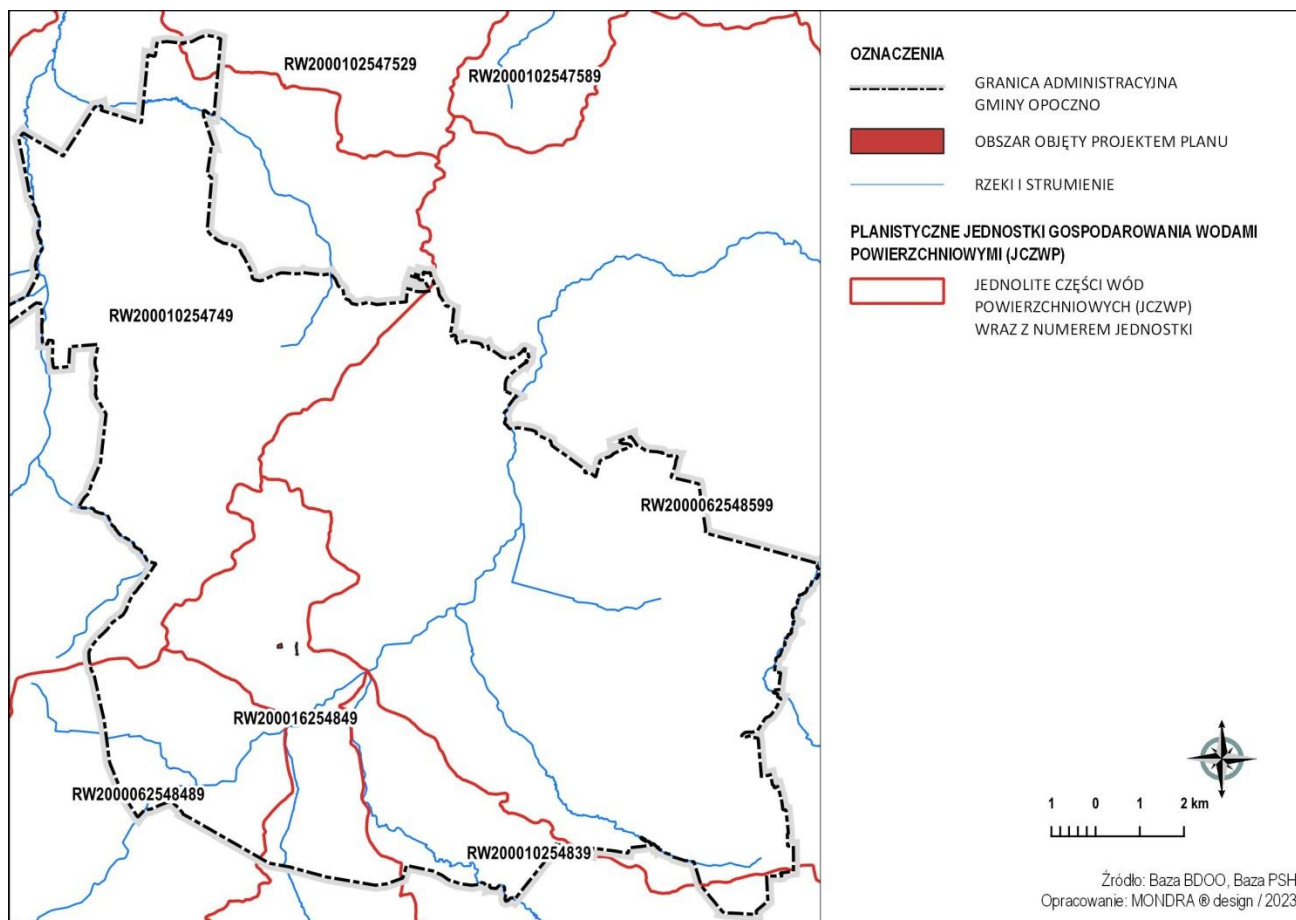 RW2000102547529
RW2000102547589
RW200010254749
RW2000062548599
RW200016254849
RW2000062548489
RW200010254839
OZNACZENIA
GRANICA ADMINISTRACYJNA
GMINY OPOCZNO
OBSZAR OBJĘTY PROJEKTEM PLANU
RZEKI I STRUMIENIE
PLANISTYCZNE JEDNOSTKI GOSPODAROWANIA WODAMI
POWIERZCHNIOWYMI (JCZWP)
JEDNOLITE CZĘŚCI WÓD
POWIERZCHNIOWYCH (JCZWP)
WRAZ Z NUMEREM JEDNOSTKI
1 0 1 2 km
Źródło: Baza BDOO, Baza PSH
Opracowanie: MONDRA ® design / 2023